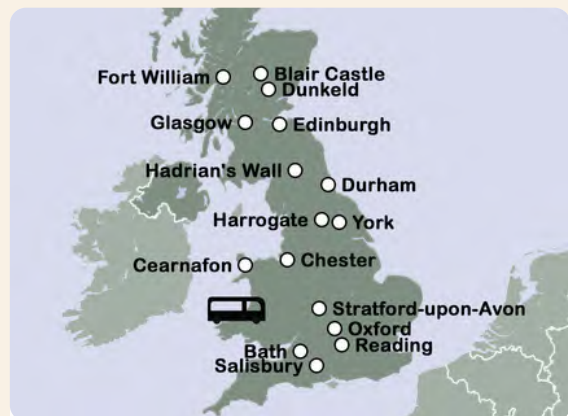 Fort William
Blair Castle
Dunkeld
Glasgow
Edinburgh
Hadrian's Wall
Durham
Harrogate
York
Cearnafon
Chester
Stratford-upon-Avon
Oxford
Reading
Bath
Salisbury